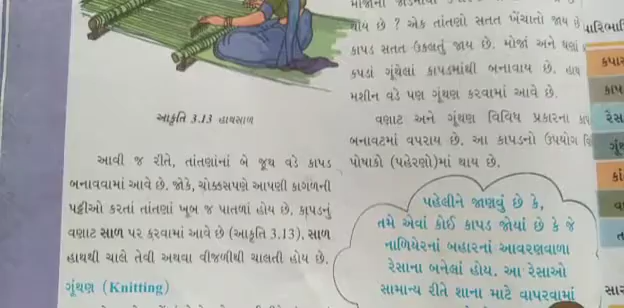 આકૃતિ 3.13 હાથસાળ
આવી જ રીતે, તાંતણાંનાં બે જૂથ વડે કાપડ
બનાવવામાં આવે છે. જોકે, ચોક્કસપણે આપણી કાગળની
પટ્ટીઓ કરતાં તાંતણાં ખૂબ જ પાતળાં હોય છે. કાપડનું
વણાટ સાળ પર કરવામાં આવે છે (આકૃતિ 3.13). સાળ
હાથથી ચાલે તેવી અથવા વીજળીથી ચાલતી હોય છે.
ગૂંથણ (Knitting)
થાય છે ? એક તાંતણો સતત ખેંચાતો જાય છે
કાપડ સતત ઉકલતું જાય છે. મોજાં અને ઘણાં
કપડાં ગૂંથેલાં કાપડમાંથી બનાવાય છે. હાથ
મશીન વડે પણ ગૂંથણ કરવામાં આવે છે.
વણાટ અને ગૂંથણ વિવિધ પ્રકારના
બનાવટમાં વપરાય છે. આ કાપડનો ઉપયોગ
પોષાકો (પહેરણો)માં થાય છે.
પહેલીને જાણવું છે કે,
તમે એવાં કોઈ કાપડ જોયાં છે કે જે
નાળિયેરનાં બહારનાં આવરણવાળા
રેસાના બનેલાં હોય. આ રેસાઓ
સામાન્ય રીતે શાના માટે વાપરવામાં